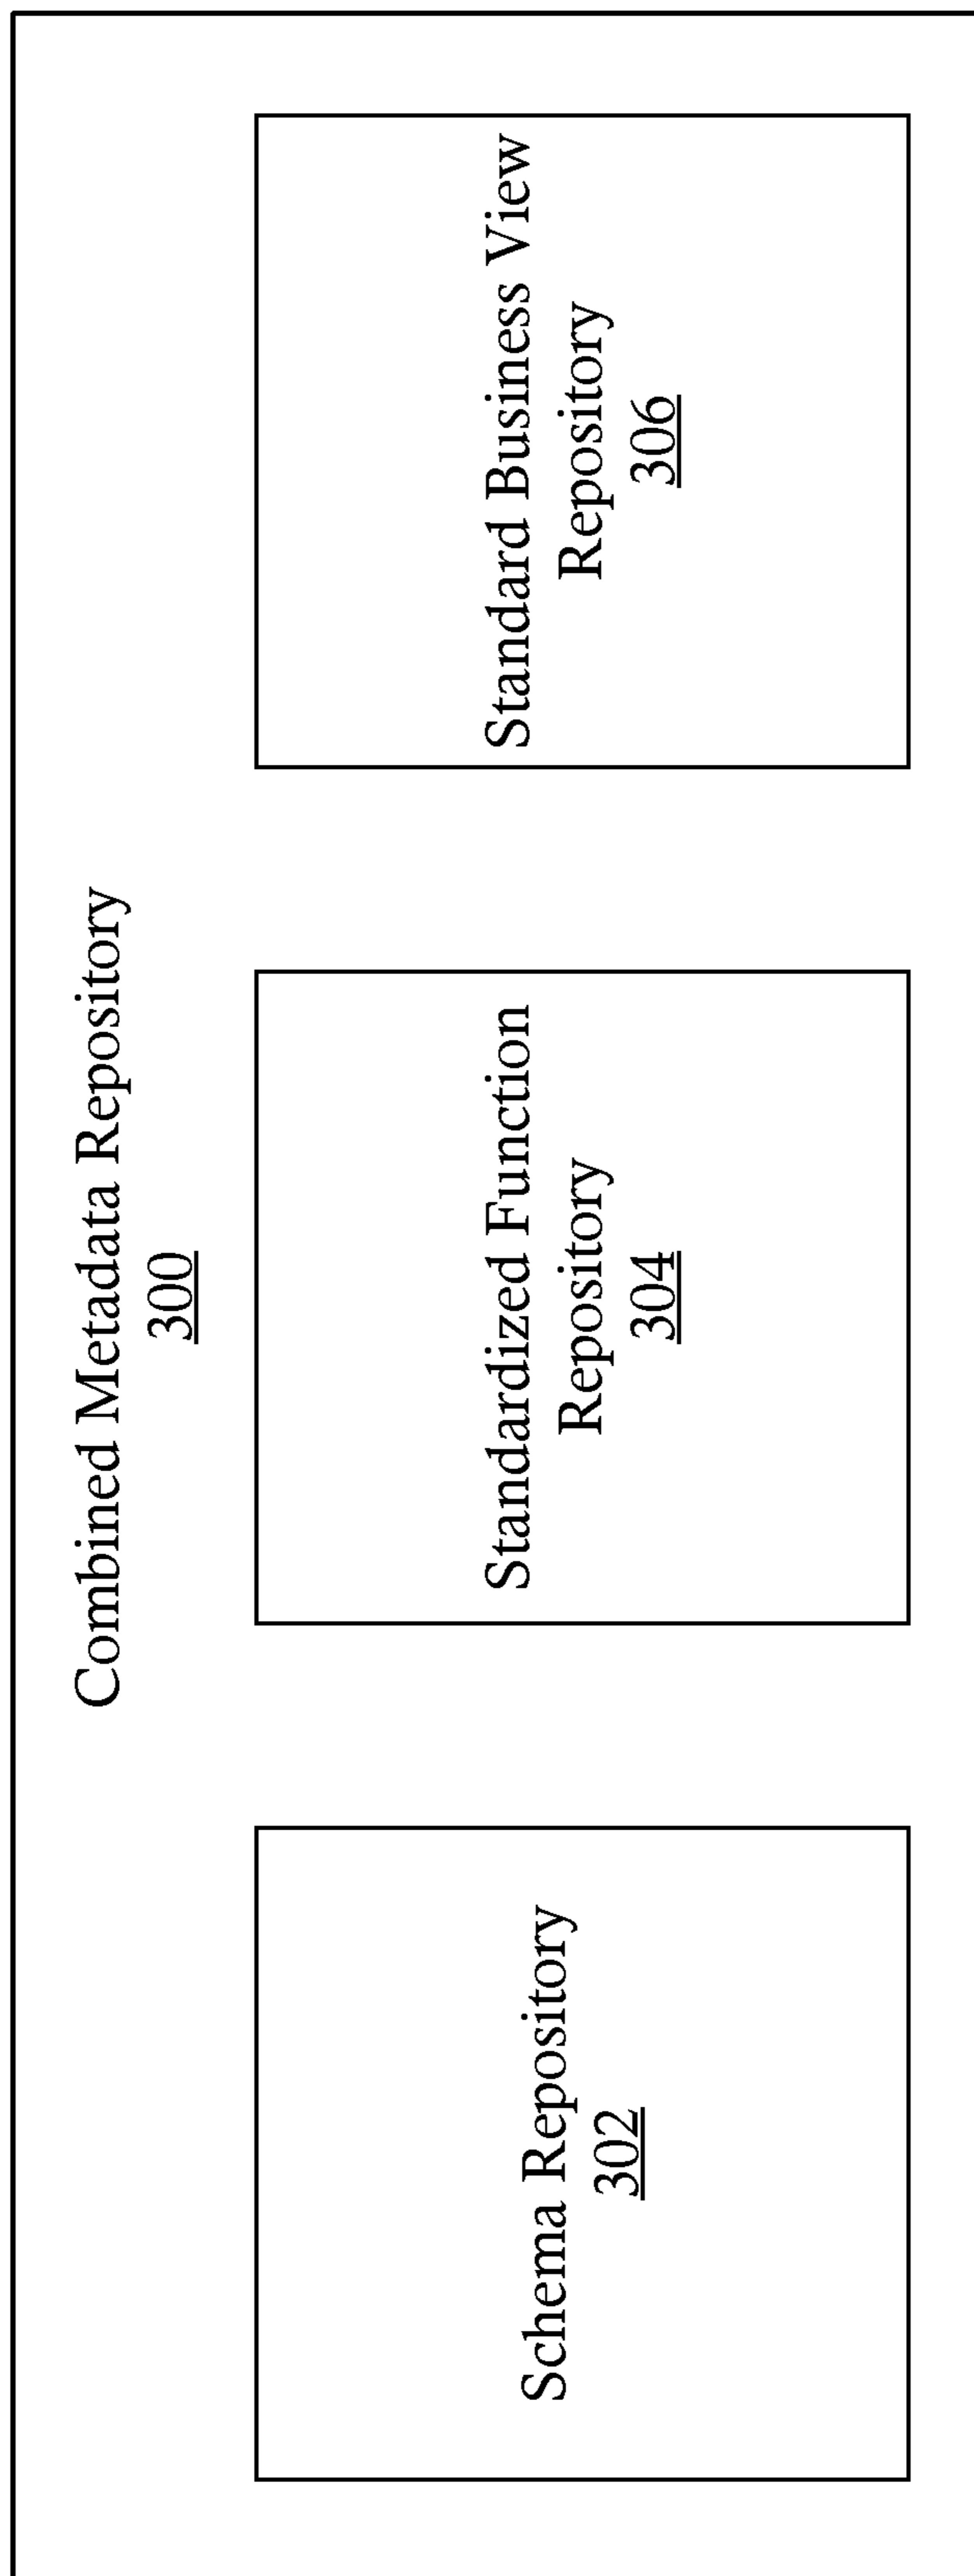 Combined Metadata Repository
300
Schema Repository
302
Standardized Function
Repository
304
Standard Business View
Repository
306